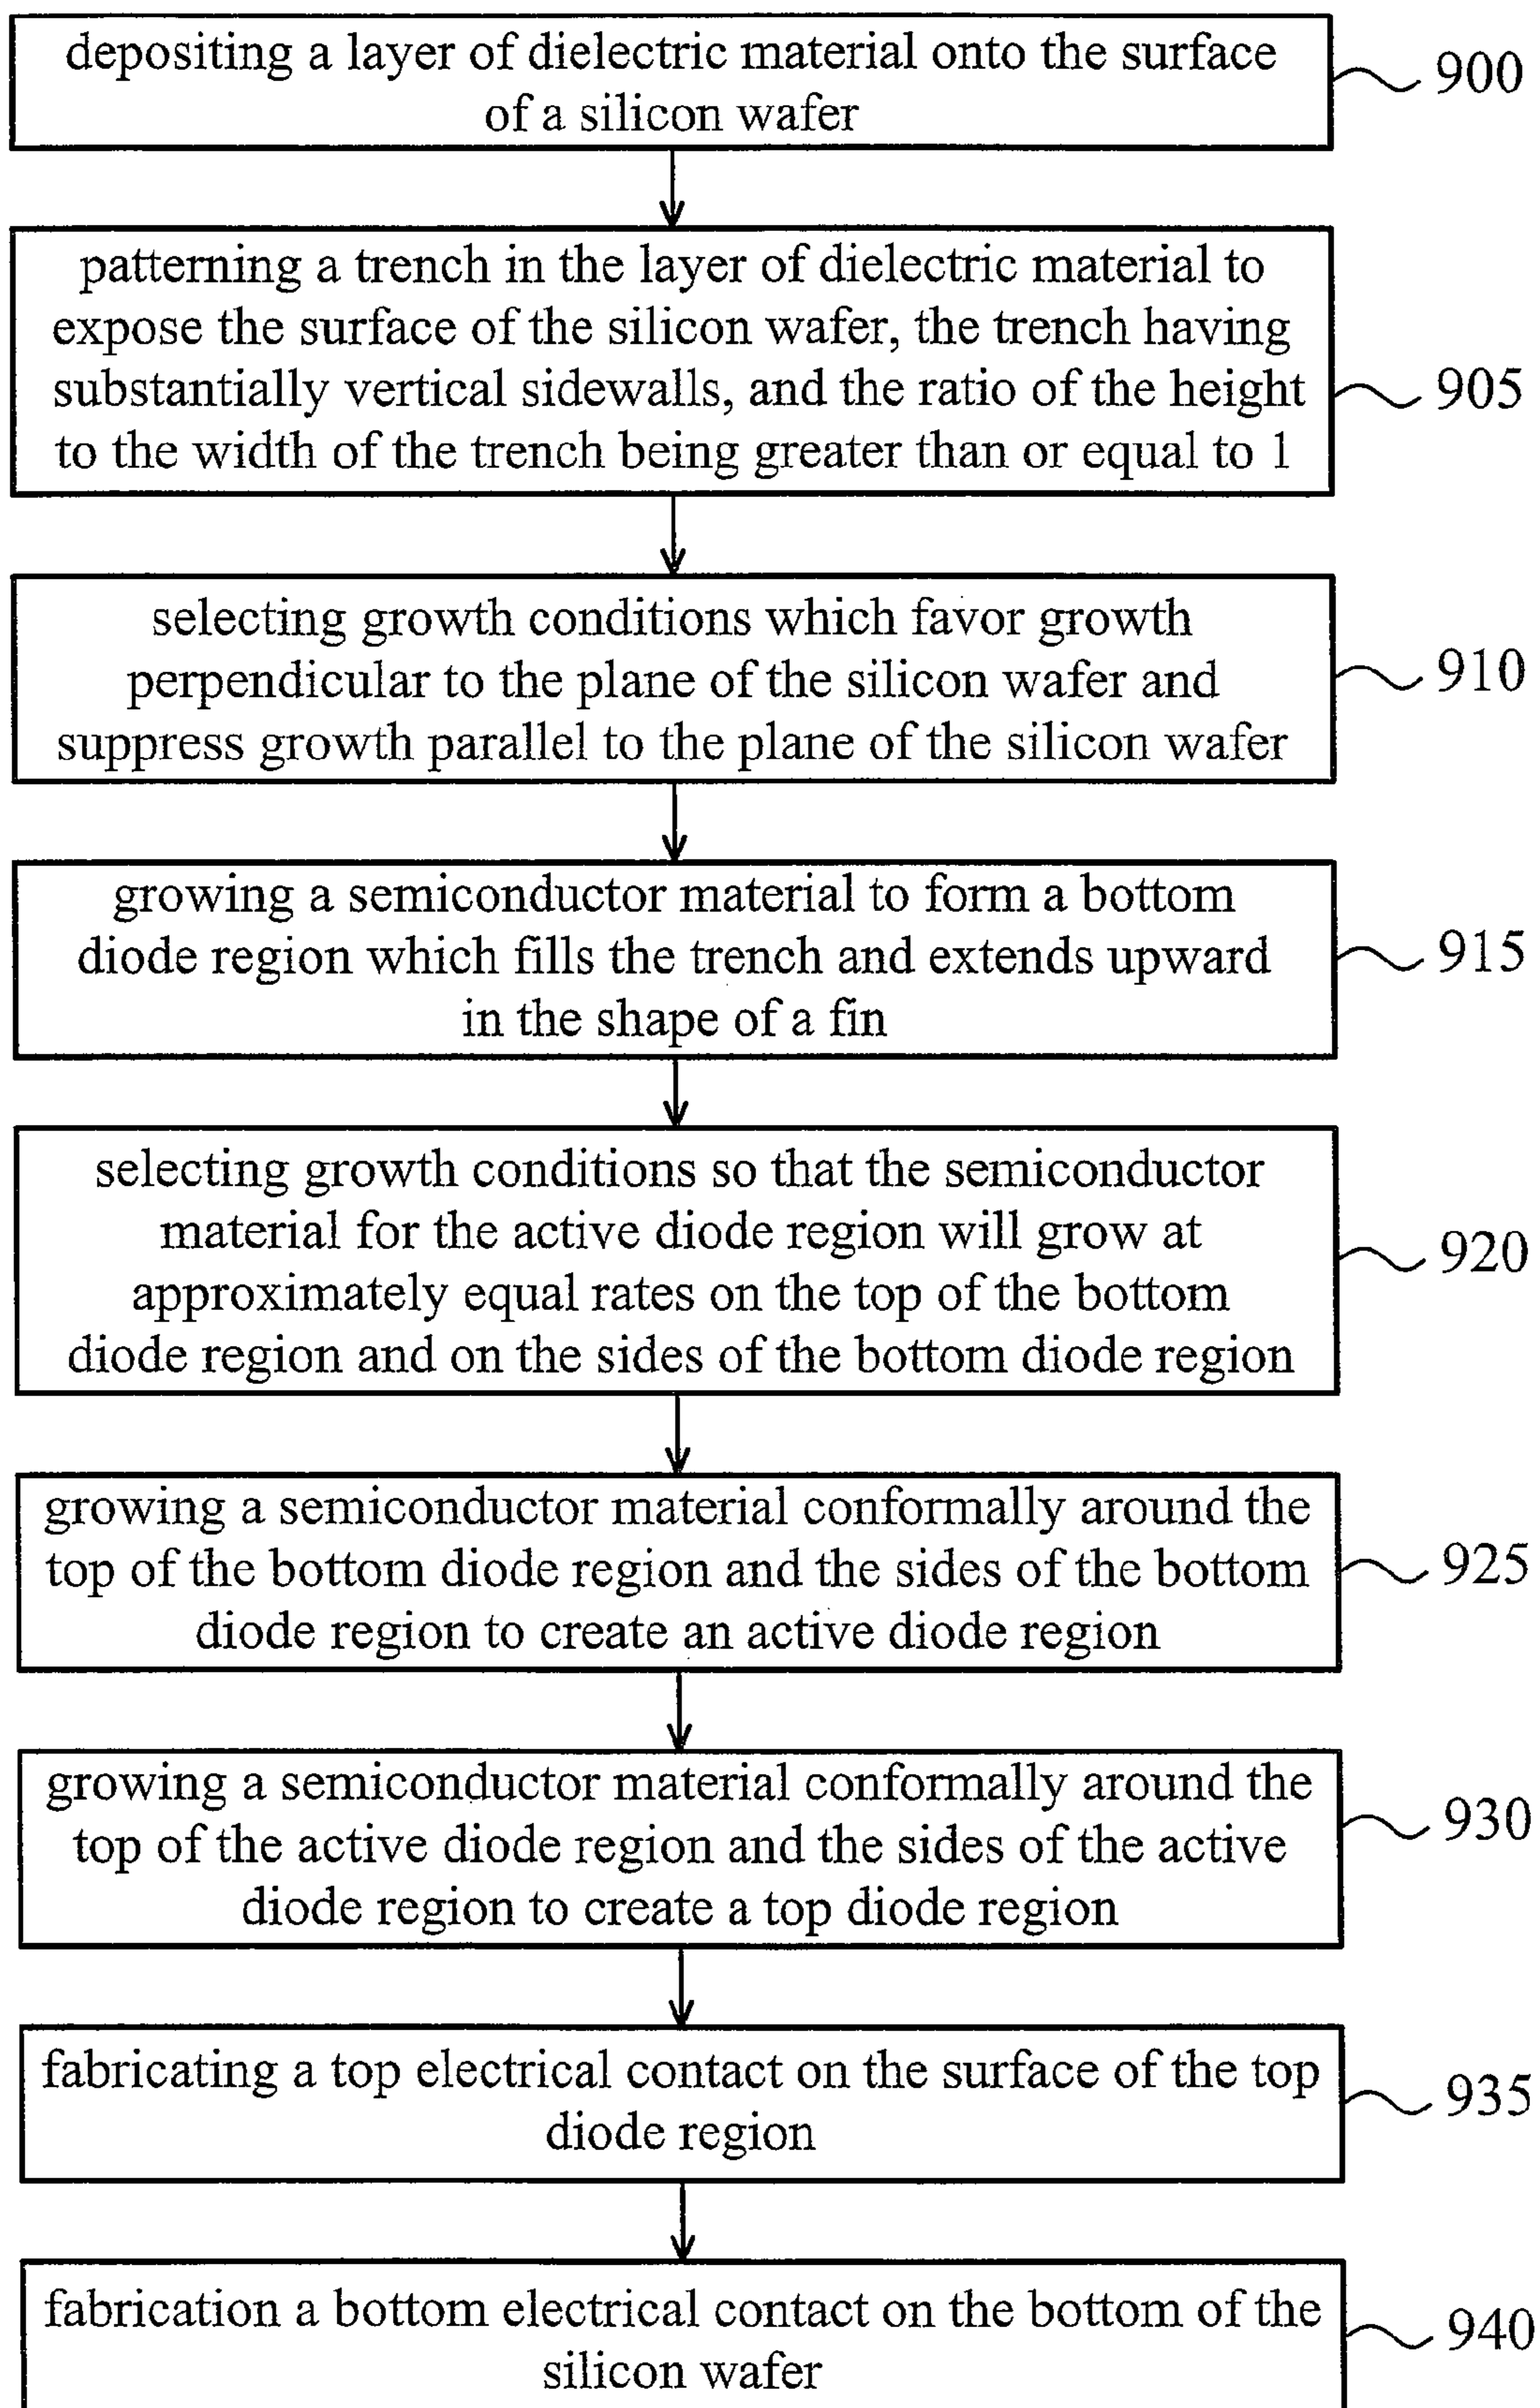 depositing a layer of dielectric material onto the surface
of a silicon wafer
900
patterning a trench in the layer of dielectric material to
expose the surface of the silicon wafer, the trench having
substantially vertical sidewalls, and the ratio of the height
to the width of the trench being greater than or equal to 1
905
selecting growth conditions which favor growth
perpendicular to the plane of the silicon wafer and
suppress growth parallel to the plane of the silicon wafer
910
growing a semiconductor material to form a bottom
diode region which fills the trench and extends upward
in the shape of a fin
915
selecting growth conditions so that the semiconductor
material for the active diode region will grow at
approximately equal rates on the top of the bottom
diode region and on the sides of the bottom diode region
920
growing a semiconductor material conformally around the
top of the bottom diode region and the sides of the bottom
diode region to create an active diode region
925
growing a semiconductor material conformally around the
top of the active diode region and the sides of the active
diode region to create a top diode region
930
fabricating a top electrical contact on the surface of the top
diode region
935
fabrication a bottom electrical contact on the bottom of the
silicon wafer
940